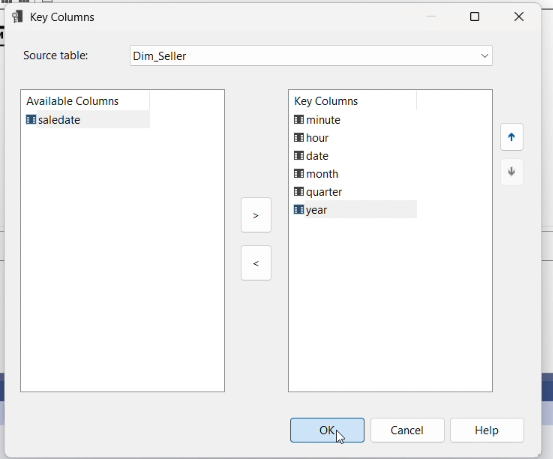 Key Columns
Source table: Dim_Seller
Available Columns
saledate
Key Columns
minute
hour
date
month
quarter
year
>
<
OK
Cancel
Help